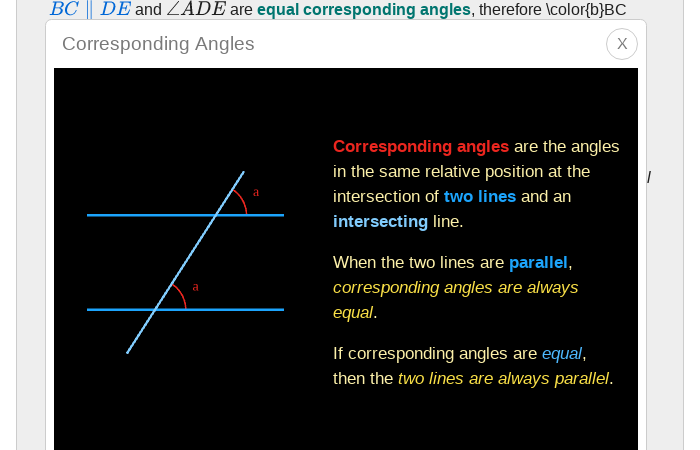 BC ∥ DE and ∠ADE are equal corresponding angles, therefore \color{b}BC
Corresponding Angles
X
a
a
Corresponding angles are the angles
in the same relative position at the
intersection of two lines and an
intersecting line.
When the two lines are parallel,
corresponding angles are always
equal.
If corresponding angles are equal,
then the two lines are always parallel.